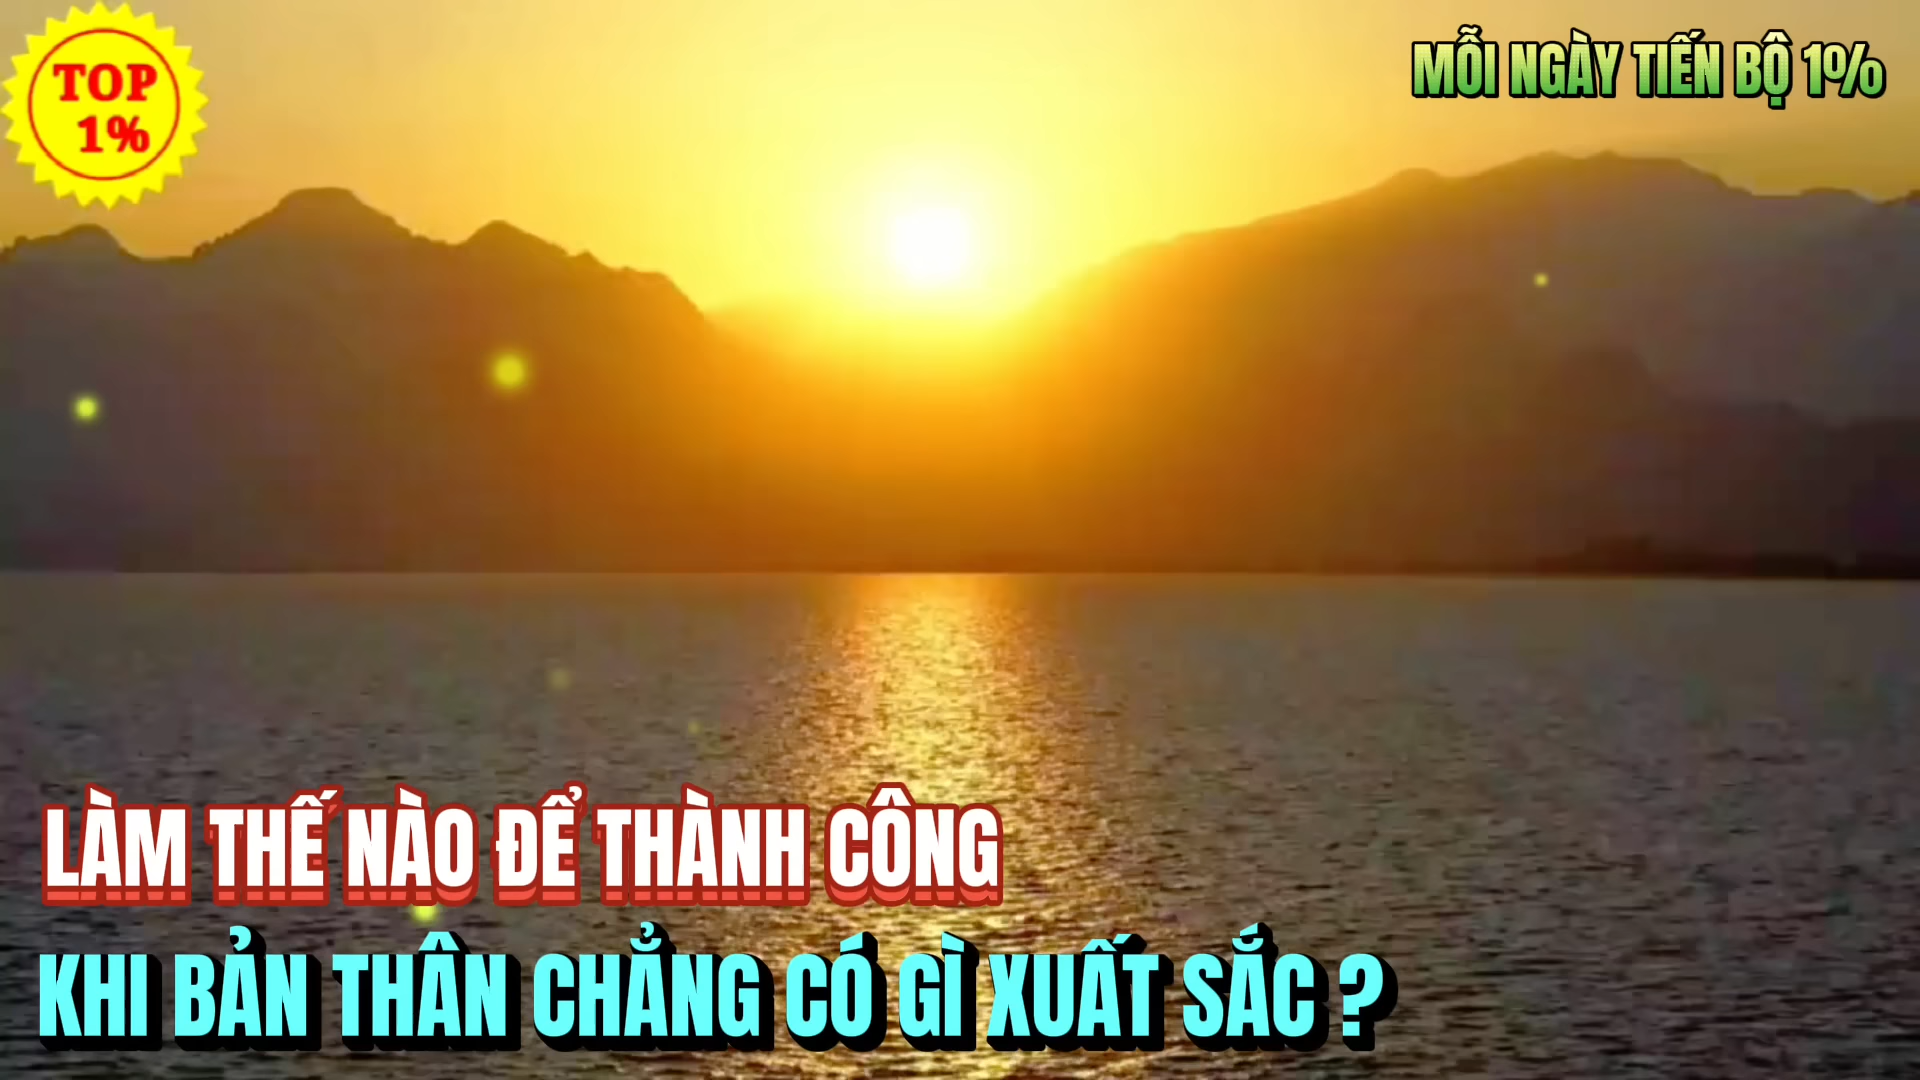 TOP
1%
MỖI NGÀY TIẾN BỘ 1%
LÀM THẾ NÀO ĐỂ THÀNH CÔNG
KHI BẢN THÂN CHẲNG CÓ GÌ XUẤT SẮC ?